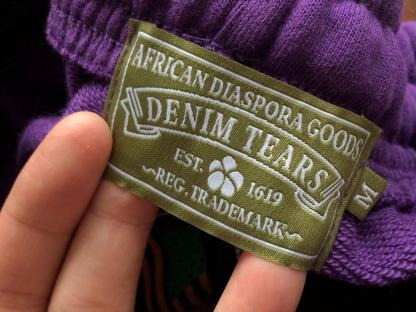 AFRICAN DIASPORA GOODS
DENIM TEARS
EST. 1619
~REG. TRADEMARK~
M